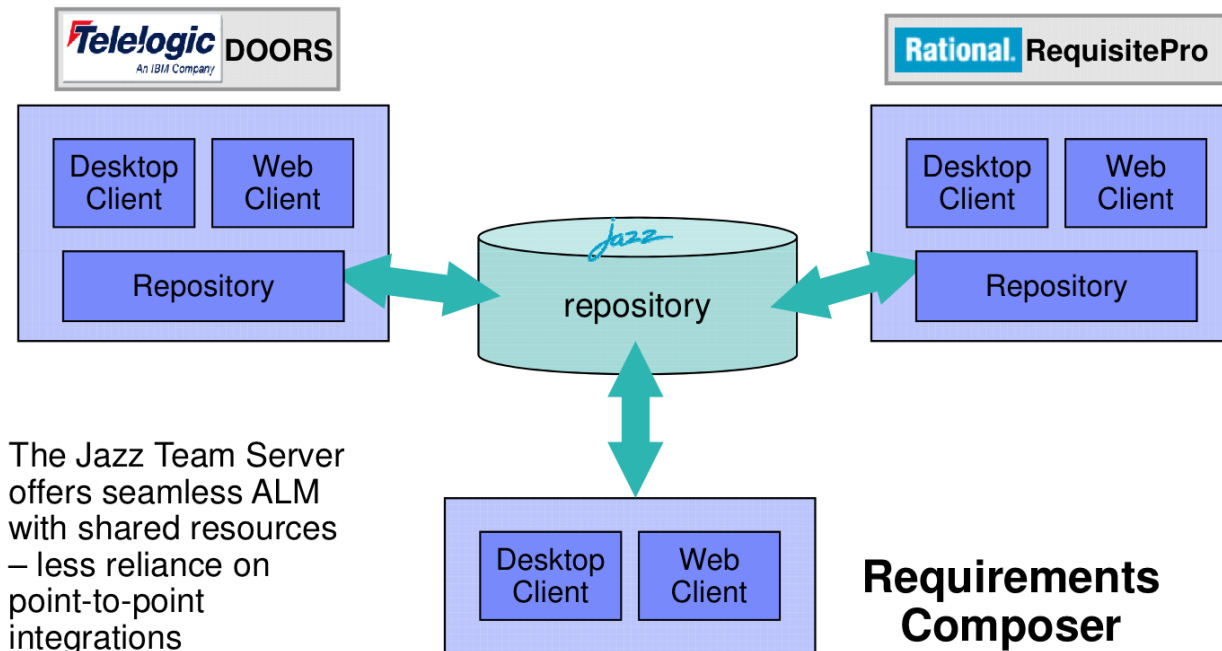 Telelogic DOORS
An IBM Company
Rational. RequisitePro
Desktop
Client
Web
Client
Repository
Desktop
Client
Web
Client
Repository
jazz
repository
The Jazz Team Server
offers seamless ALM
with shared resources
– less reliance on
point-to-point
integrations
Desktop
Client
Web
Client
Requirements
Composer